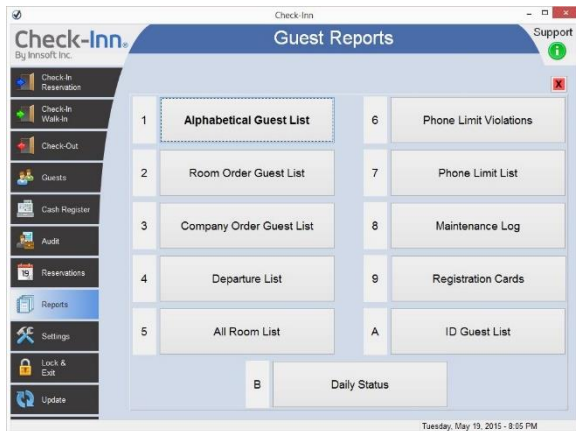 Check-Inn
Check-Inn®
By Innsoft Inc.
Guest Reports
Support
X
Check-In
Reservation
Check-In
Walk-In
Check-Out
Guests
Cash Register
Audit
19
Reservations
Reports
Settings
Lock &
Exit
Update
1 Alphabetical Guest List
2 Room Order Guest List
3 Company Order Guest List
4 Departure List
5 All Room List
6 Phone Limit Violations
7 Phone Limit List
8 Maintenance Log
9 Registration Cards
A ID Guest List
B Daily Status
Tuesday, May 19, 2015 - 8:05 PM